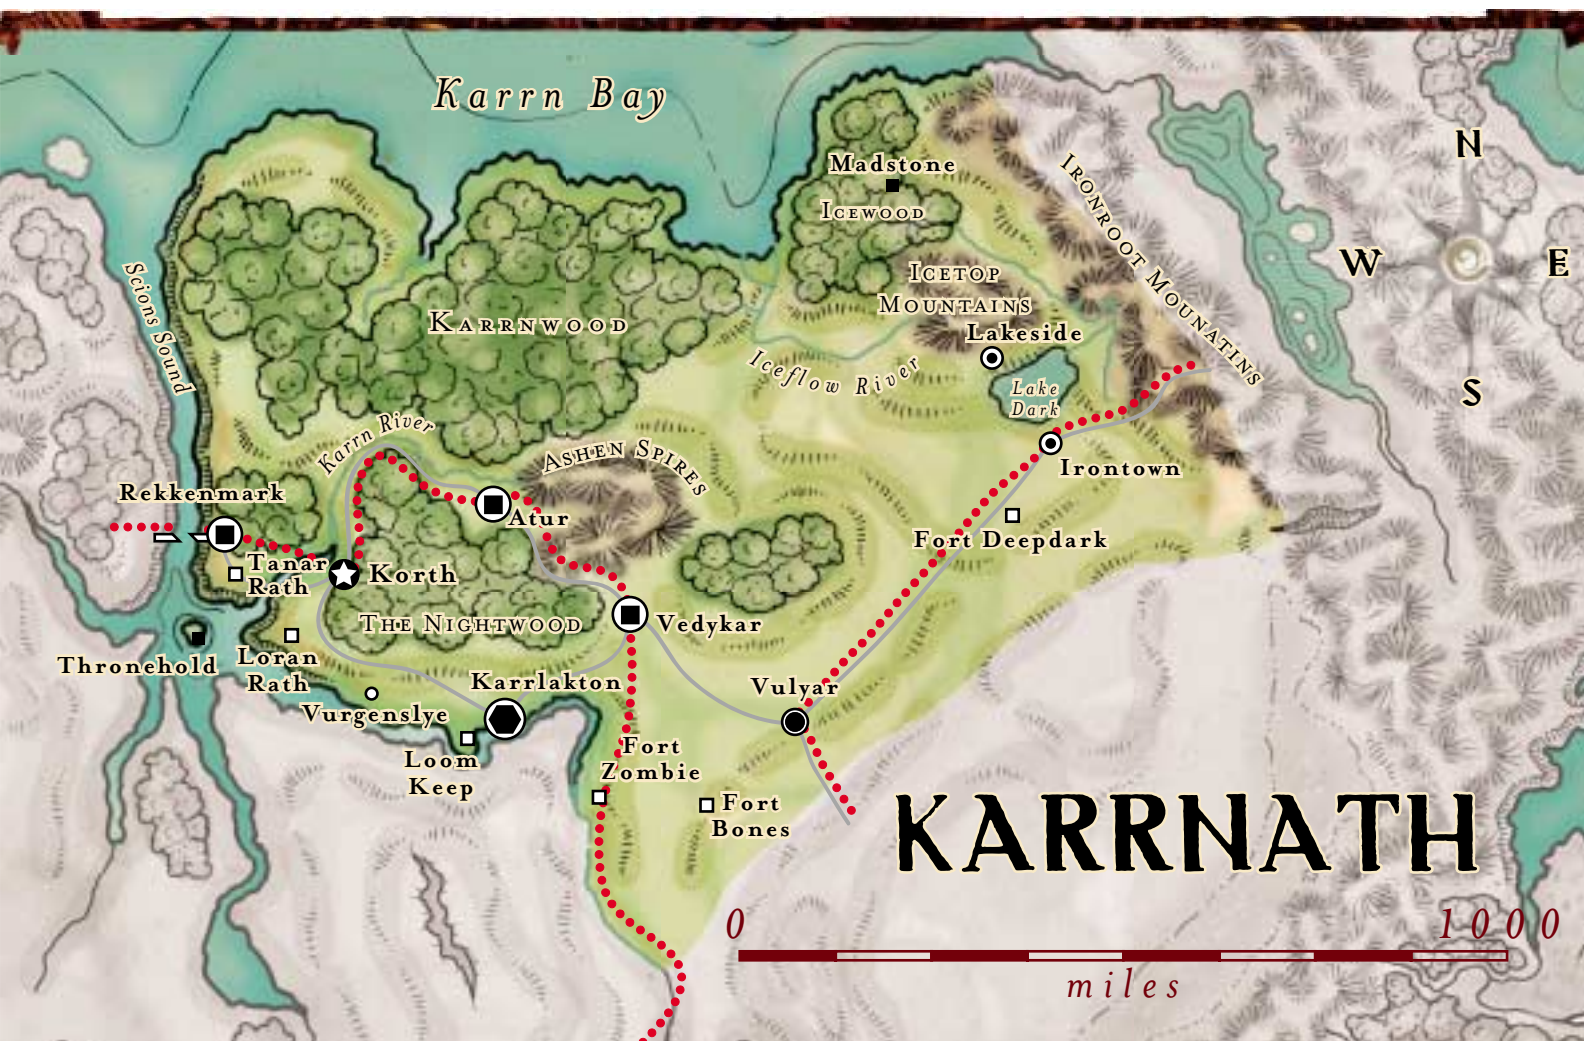 Karrn Bay
N
Madstone
Icewood
Ironroot Mounatins
W
E
Scions Sound
Icetop
Mountains
Karrnwood
Lakeside
Iceflow River
Lake
Dark
S
Karrn River
Ashen Spires
Irontown
Rekkenmark
Atur
Fort Deepdark
Tanar
Rath
Korth
The Nightwood
Vedykar
Thronehold
Loran
Rath
Karrlakton
Vulyar
Vurgenslye
Fort
Zombie
Loom
Keep
Fort
Bones
KARRNATH
0
1000
miles